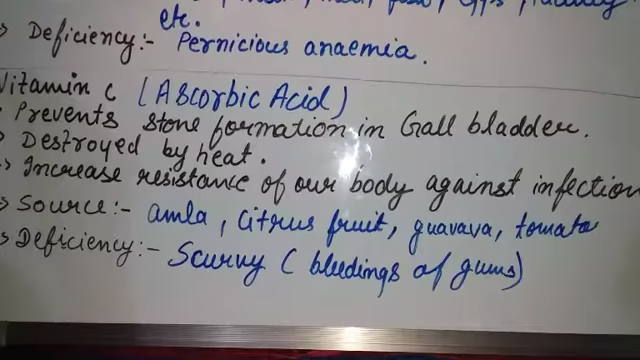 etc.
Deficiency:- Pernicious anaemia.
Vitamin C (Ascorbic Acid)
Prevents stone formation in Gall bladder.
Destroyed by heat.
Increase resistance of our body against infection
Source:- amla, citrus fruit, guavava, tomato
Deficiency:- Scurvy (bleedings of gums)